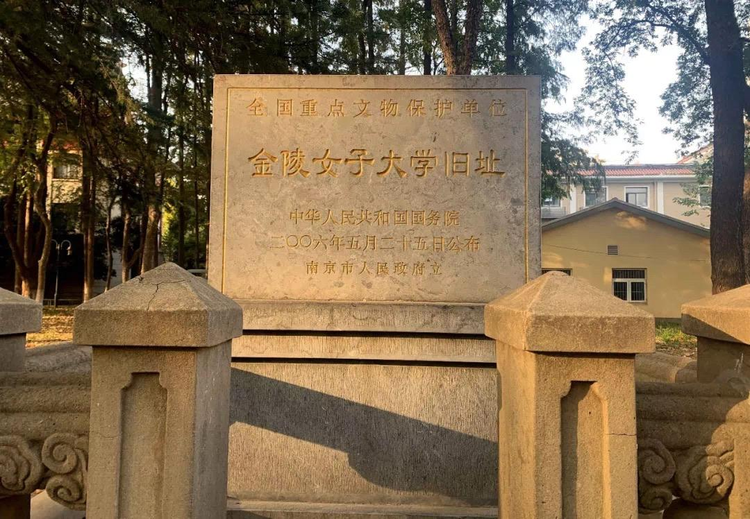 全国重点文物保护单位
金陵女子大学旧址
中华人民共和国国务院
二〇〇六年五月二十五日公布
南京市人民政府立